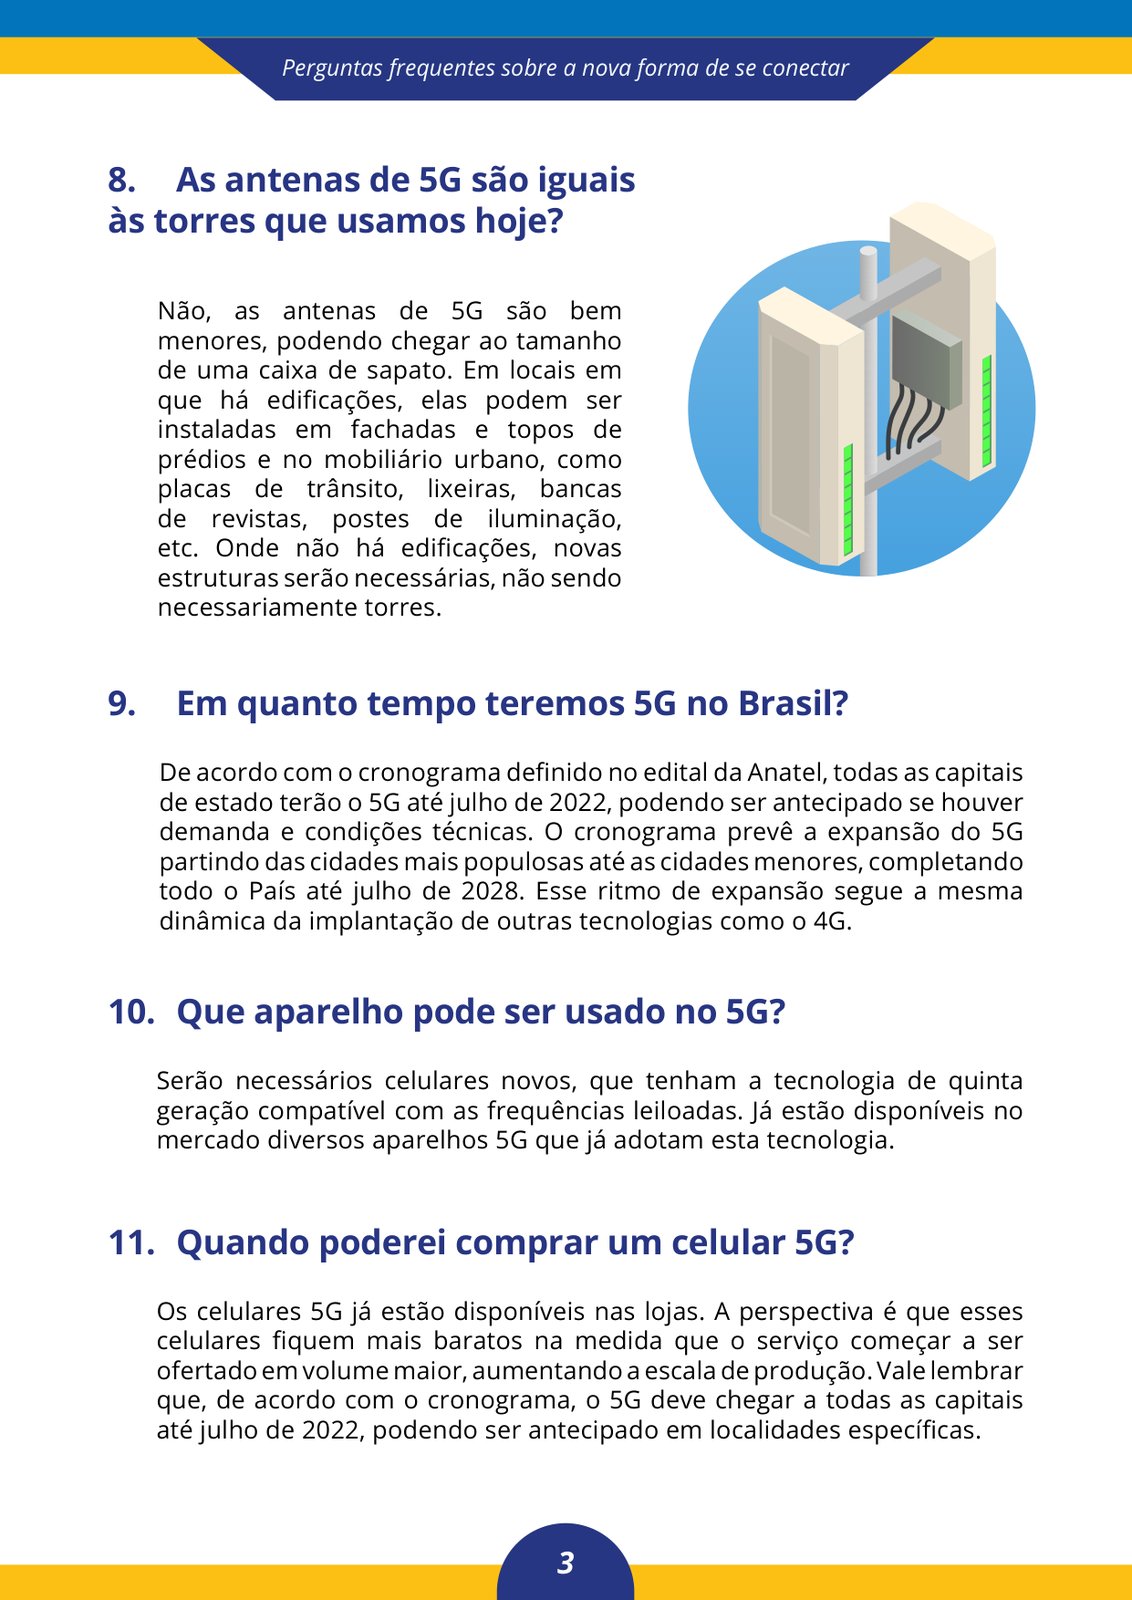 Perguntas frequentes sobre a nova forma de se conectar
8. As antenas de 5G são iguais
às torres que usamos hoje?
Não, as antenas de 5G são bem
menores, podendo chegar ao tamanho
de uma caixa de sapato. Em locais em
que há edificações, elas podem ser
instaladas em fachadas e topos de
prédios e no mobiliário urbano, como
placas de trânsito, lixeiras, bancas
de revistas, postes de iluminação,
etc. Onde não há edificações, novas
estruturas serão necessárias, não sendo
necessariamente torres.
9. Em quanto tempo teremos 5G no Brasil?
De acordo com o cronograma definido no edital da Anatel, todas as capitais
de estado terão o 5G até julho de 2022, podendo ser antecipado se houver
demanda e condições técnicas. O cronograma prevê a expansão do 5G
partindo das cidades mais populosas até as cidades menores, completando
todo o País até julho de 2028. Esse ritmo de expansão segue a mesma
dinâmica da implantação de outras tecnologias como o 4G.
10. Que aparelho pode ser usado no 5G?
Serão necessários celulares novos, que tenham a tecnologia de quinta
geração compatível com as frequências leiloadas. Já estão disponíveis no
mercado diversos aparelhos 5G que já adotam esta tecnologia.
11. Quando poderei comprar um celular 5G?
Os celulares 5G já estão disponíveis nas lojas. A perspectiva é que esses
celulares fiquem mais baratos na medida que o serviço começar a ser
ofertado em volume maior, aumentando a escala de produção. Vale lembrar
que, de acordo com o cronograma, o 5G deve chegar a todas as capitais
até julho de 2022, podendo ser antecipado em localidades específicas.
3